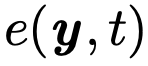 e(𝒚, t)